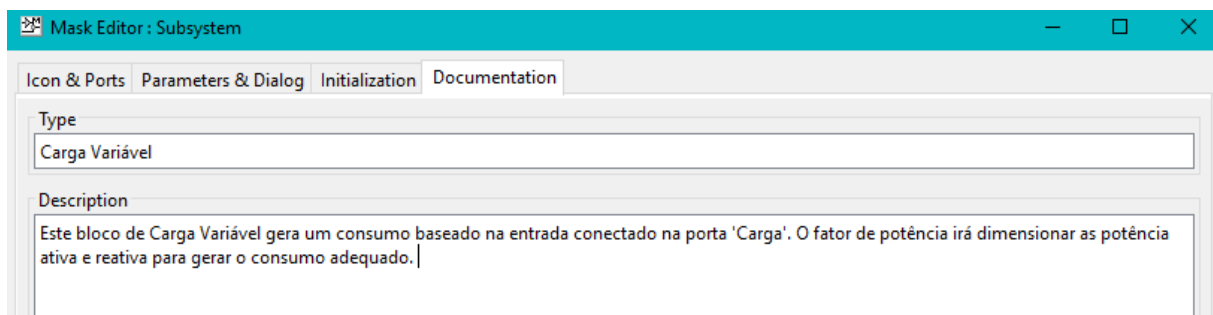 Mask Editor : Subsystem
Icon & Ports Parameters & Dialog Initialization Documentation
Type
Carga Variável
Description
Este bloco de Carga Variável gera um consumo baseado na entrada conectado na porta 'Carga'. O fator de potência irá dimensionar as potência
ativa e reativa para gerar o consumo adequado.